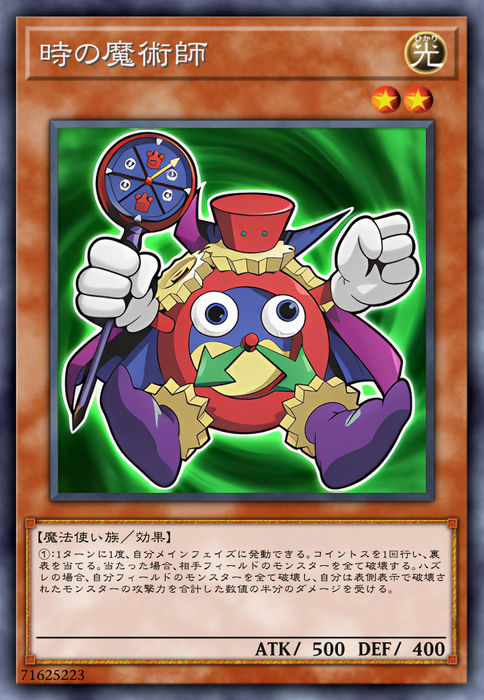 時の魔術師
ひかり
光
【魔法使い族／効果】
①：1ターンに1度、自分メインフェイズに発動できる。コイントスを1回行い、裏
表を当てる。当たった場合、相手フィールドのモンスターを全て破壊する。ハズ
レの場合、自分フィールドのモンスターを全て破壊し、自分は表側表示で破壊さ
れたモンスターの攻撃力を合計した数値の半分のダメージを受ける。
ATK/ 500 DEF/ 400
71625223